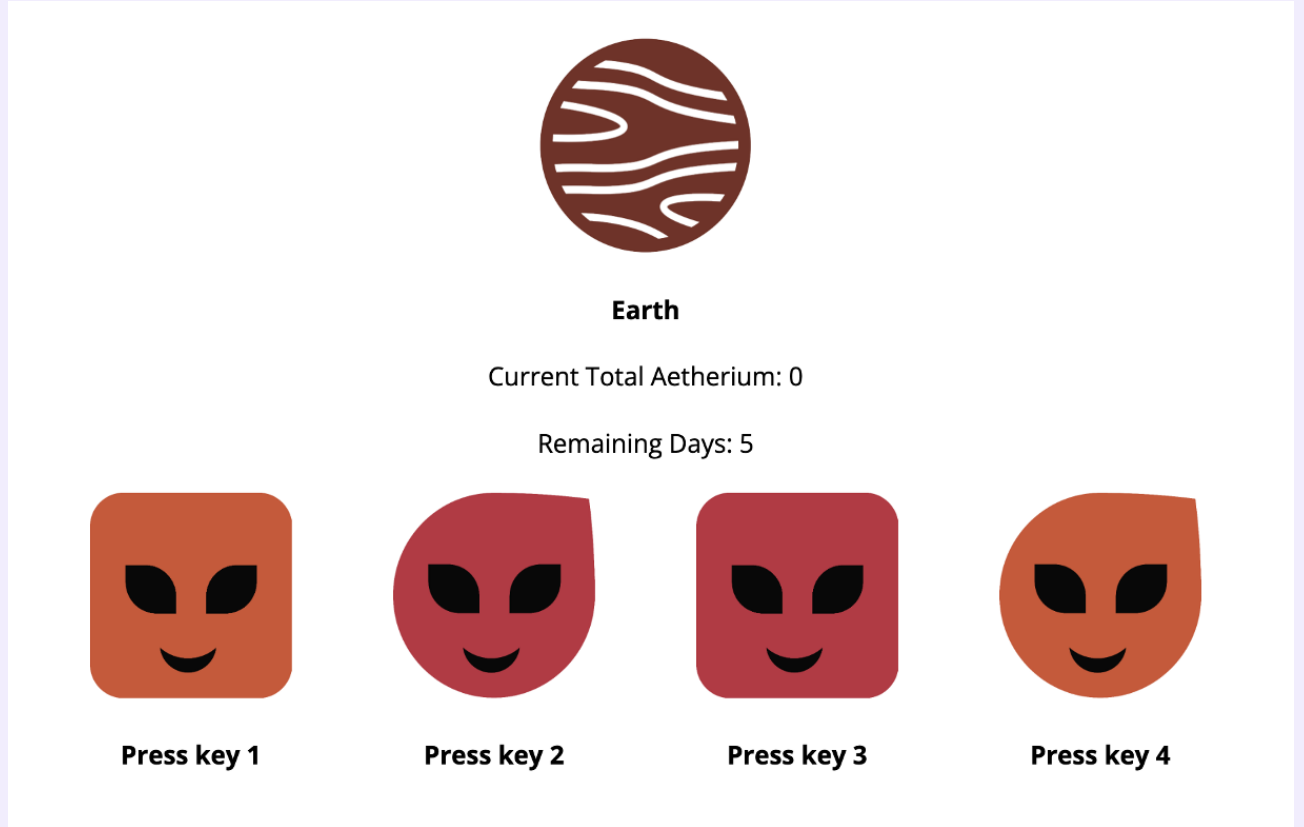 Earth
Current Total Aetherium: 0
Remaining Days: 5
Press key 1
Press key 2
Press key 3
Press key 4